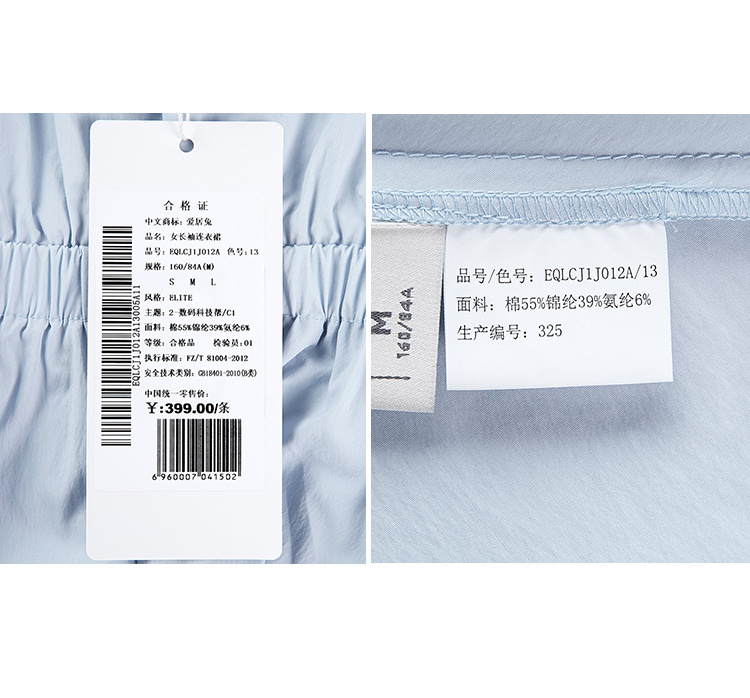 合格证
中文商标：爱居兔
品名：女长袖连衣裙
品号：EQLCJ1J012A 色号：13
规格：160/84A(M)
S M L
风格：ELITE
主题：2-数码科技帮/C1
面料：棉55%锦纶39%氨纶6%
等级：合格品 检验员：01
执行标准：FZ/T 81004-2012
安全技术类别：GB18401-2010(B类)
中国统一零售价：
¥:399.00/条
6 960007 041502
EQLCJ1J012A13006A11
M
160/84A
品号/色号：EQLCJ1J012A/13
面料：棉55%锦纶39%氨纶6%
生产编号：325